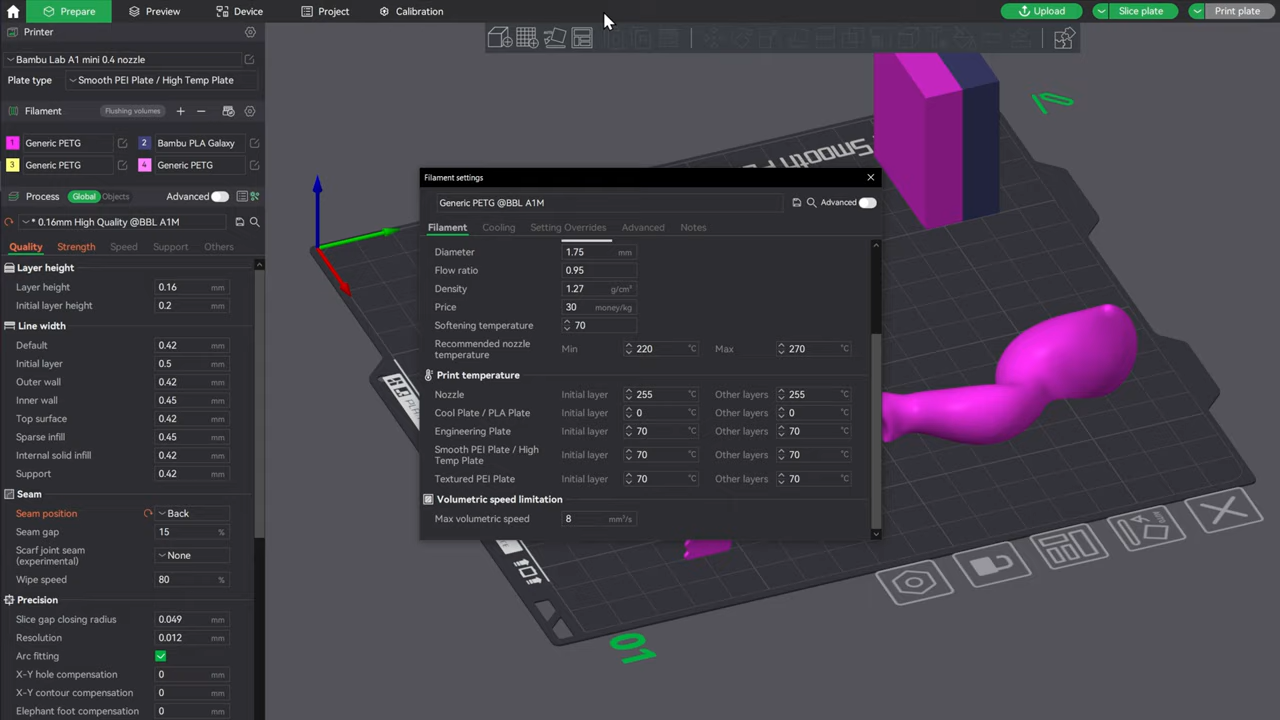 Prepare Preview Device Project Calibration Upload Slice plate Print plate
Printer
Bambu Lab A1 mini 0.4 nozzle
Plate type Smooth PEI Plate / High Temp Plate
Filament Flushing volumes
1 Generic PETG 2 Bambu PLA Galaxy
3 Generic PETG 4 Generic PETG
Process Global Objects Advanced
* 0.16mm High Quality @BBL A1M
Quality Strength Speed Support Others
Layer height
Layer height 0.16 mm
Initial layer height 0.2 mm
Line width
Default 0.42 mm
Initial layer 0.5 mm
Outer wall 0.42 mm
Inner wall 0.45 mm
Top surface 0.42 mm
Sparse infill 0.45 mm
Internal solid infill 0.42 mm
Support 0.42 mm
Seam
Seam position Back
Seam gap 15 %
Scarf joint seam
(experimental) None
Wipe speed 80 %
Precision
Slice gap closing radius 0.049 mm
Resolution 0.012 mm
Arc fitting
X-Y hole compensation 0 mm
X-Y contour compensation 0 mm
Elephant foot compensation 0 mm
Filament settings
Generic PETG @BBL A1M Advanced
Filament Cooling Setting Overrides Advanced Notes
Diameter 1.75 mm
Flow ratio 0.95
Density 1.27 g/cm³
Price 30 money/kg
Softening temperature 70
Recommended nozzle
temperature Min 220 °C Max 270 °C
Print temperature
Nozzle Initial layer 255 °C Other layers 255 °C
Cool Plate / PLA Plate Initial layer 0 °C Other layers 0 °C
Engineering Plate Initial layer 70 °C Other layers 70 °C
Smooth PEI Plate / High
Temp Plate Initial layer 70 °C Other layers 70 °C
Textured PEI Plate Initial layer 70 °C Other layers 70 °C
Volumetric speed limitation
Max volumetric speed 8 mm³/s
01